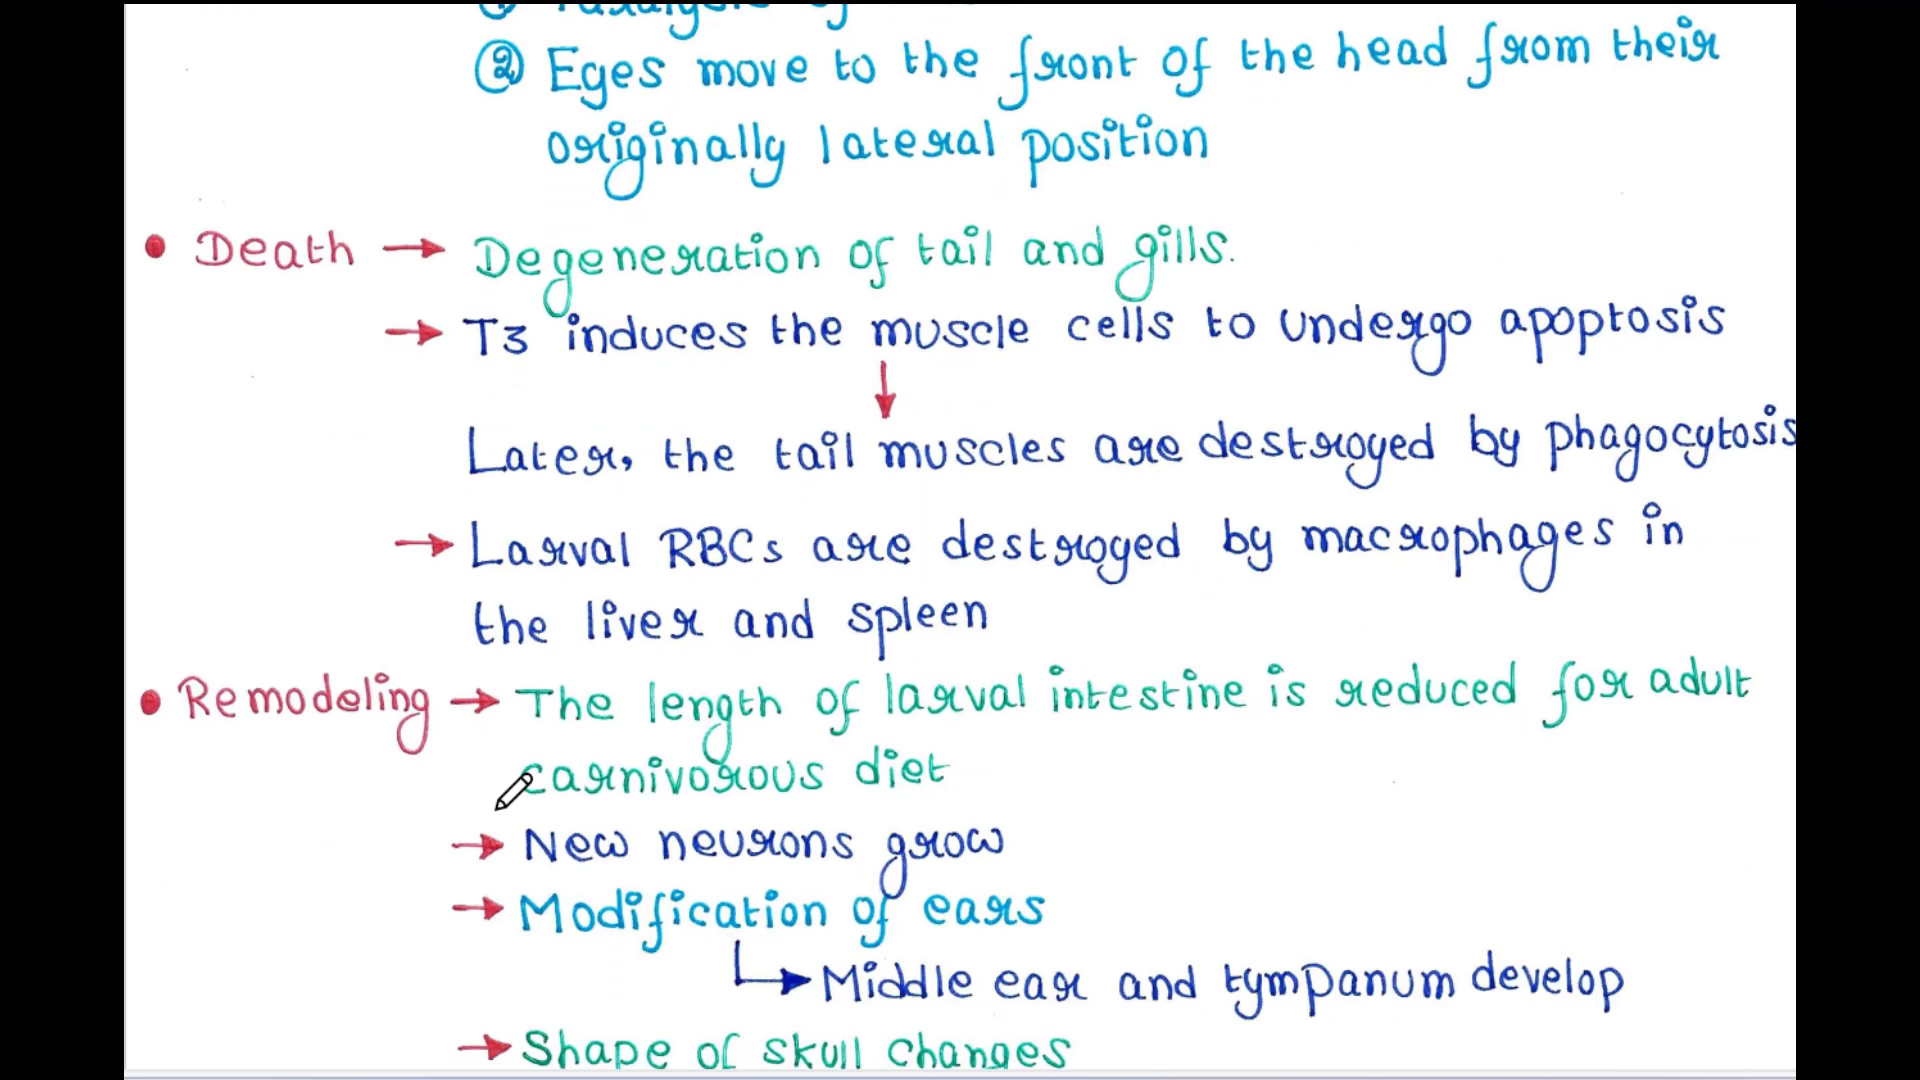 ② Eyes move to the front of the head from their
originally lateral position
• Death → Degeneration of tail and gills.
→ T3 induces the muscle cells to undergo apoptosis
↓
Later, the tail muscles are destroyed by phagocytosis
→ Larval RBCs are destroyed by macrophages in
the liver and spleen
• Remodeling → The length of larval intestine is reduced for adult
carnivorous diet
→ New neurons grow
→ Modification of ears
↳ Middle ear and tympanum develop
→ Shape of skull changes